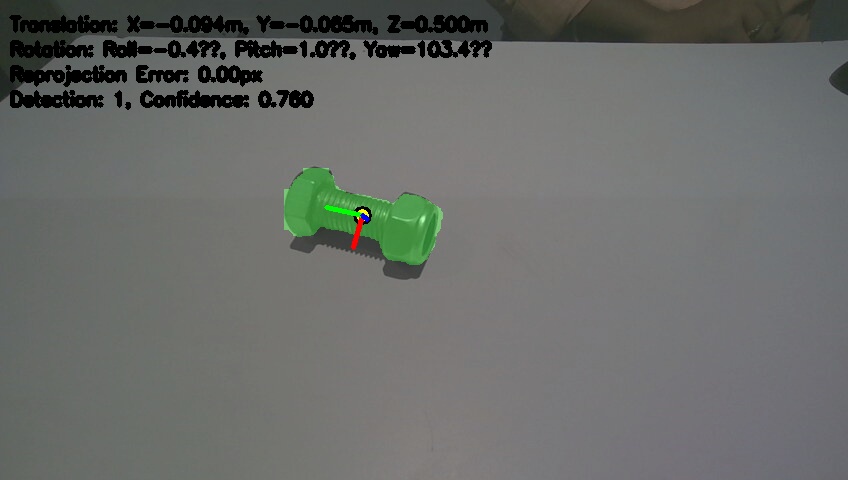 Translation: X=-0.094m, Y=-0.065m, Z=0.500m
Rotation: Roll=-0.4??, Pitch=1.0??, Yaw=103.4??
Reprojection Error: 0.00px
Detection: 1, Confidence: 0.760